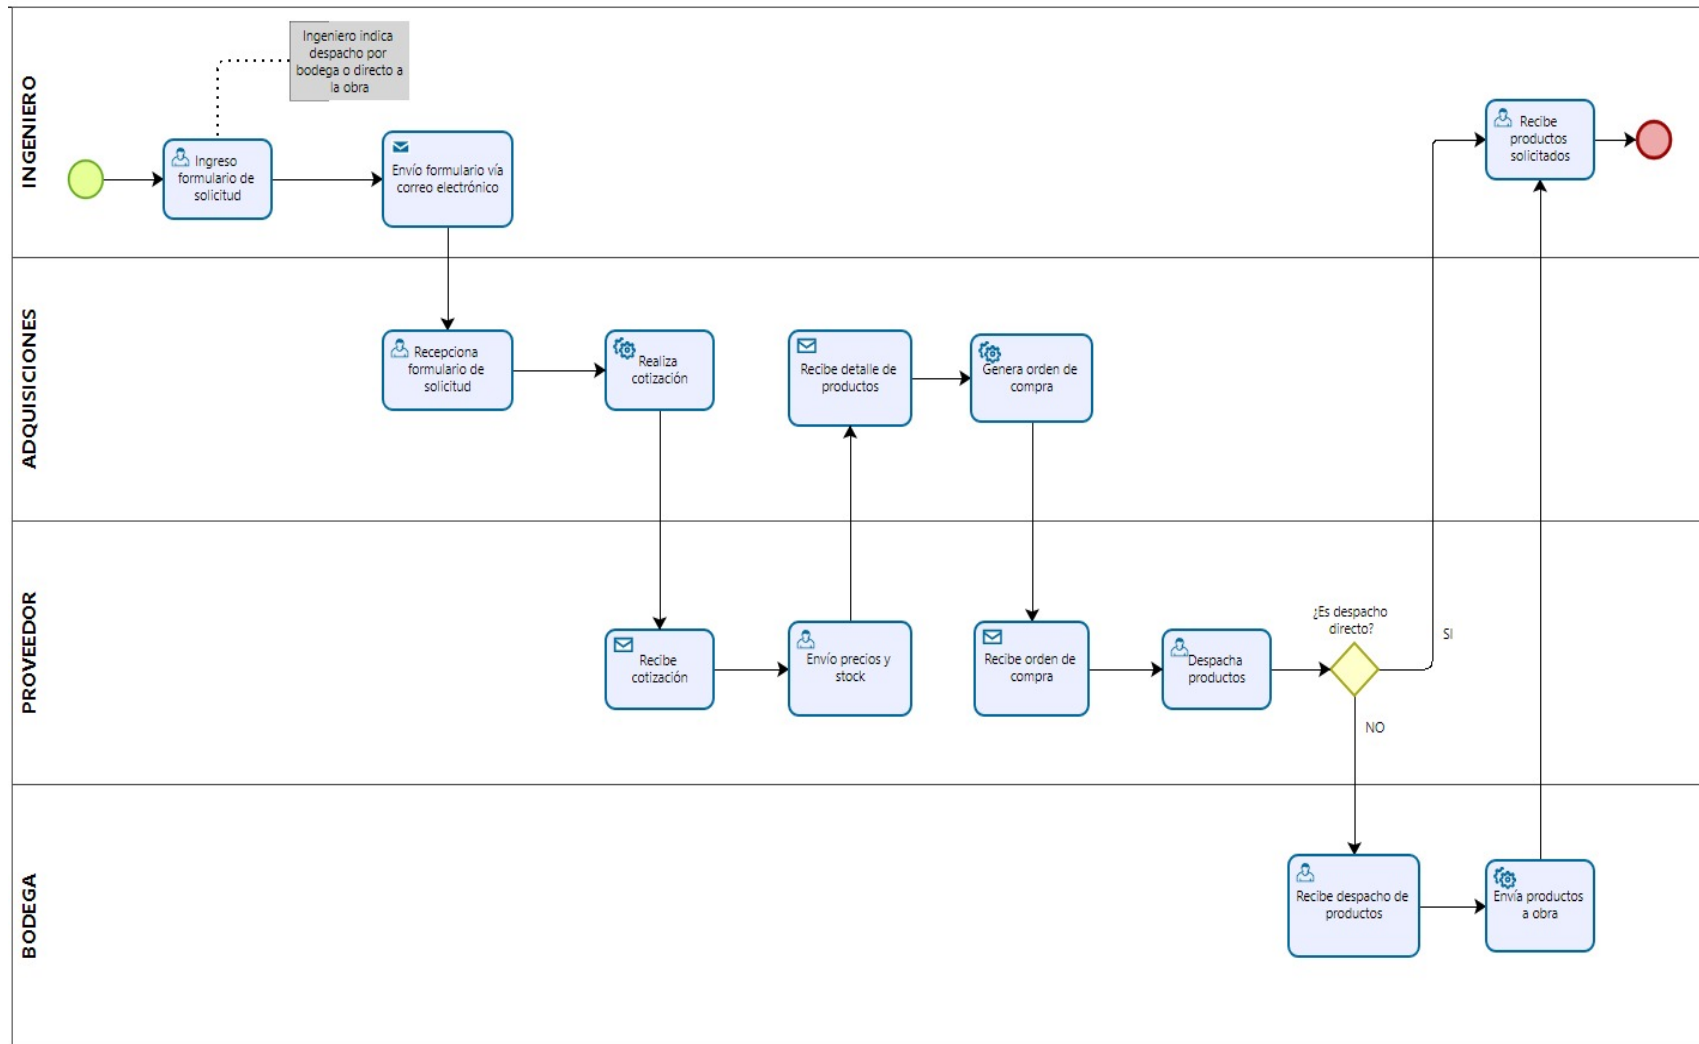 INGENIERO
Ingeniero indica
despacho por
bodega o directo a
la obra
Ingreso
formulario de
solicitud
Envío formulario vía
correo electrónico
Recibe
productos
solicitados
ADQUISICIONES
Recepciona
formulario de
solicitud
Realiza
cotización
Recibe detalle de
productos
Genera orden de
compra
PROVEEDOR
Recibe
cotización
Envío precios y
stock
Recibe orden de
compra
Despacha
productos
¿Es despacho
directo?
SI
NO
BODEGA
Recibe despacho de
productos
Envía productos
a obra